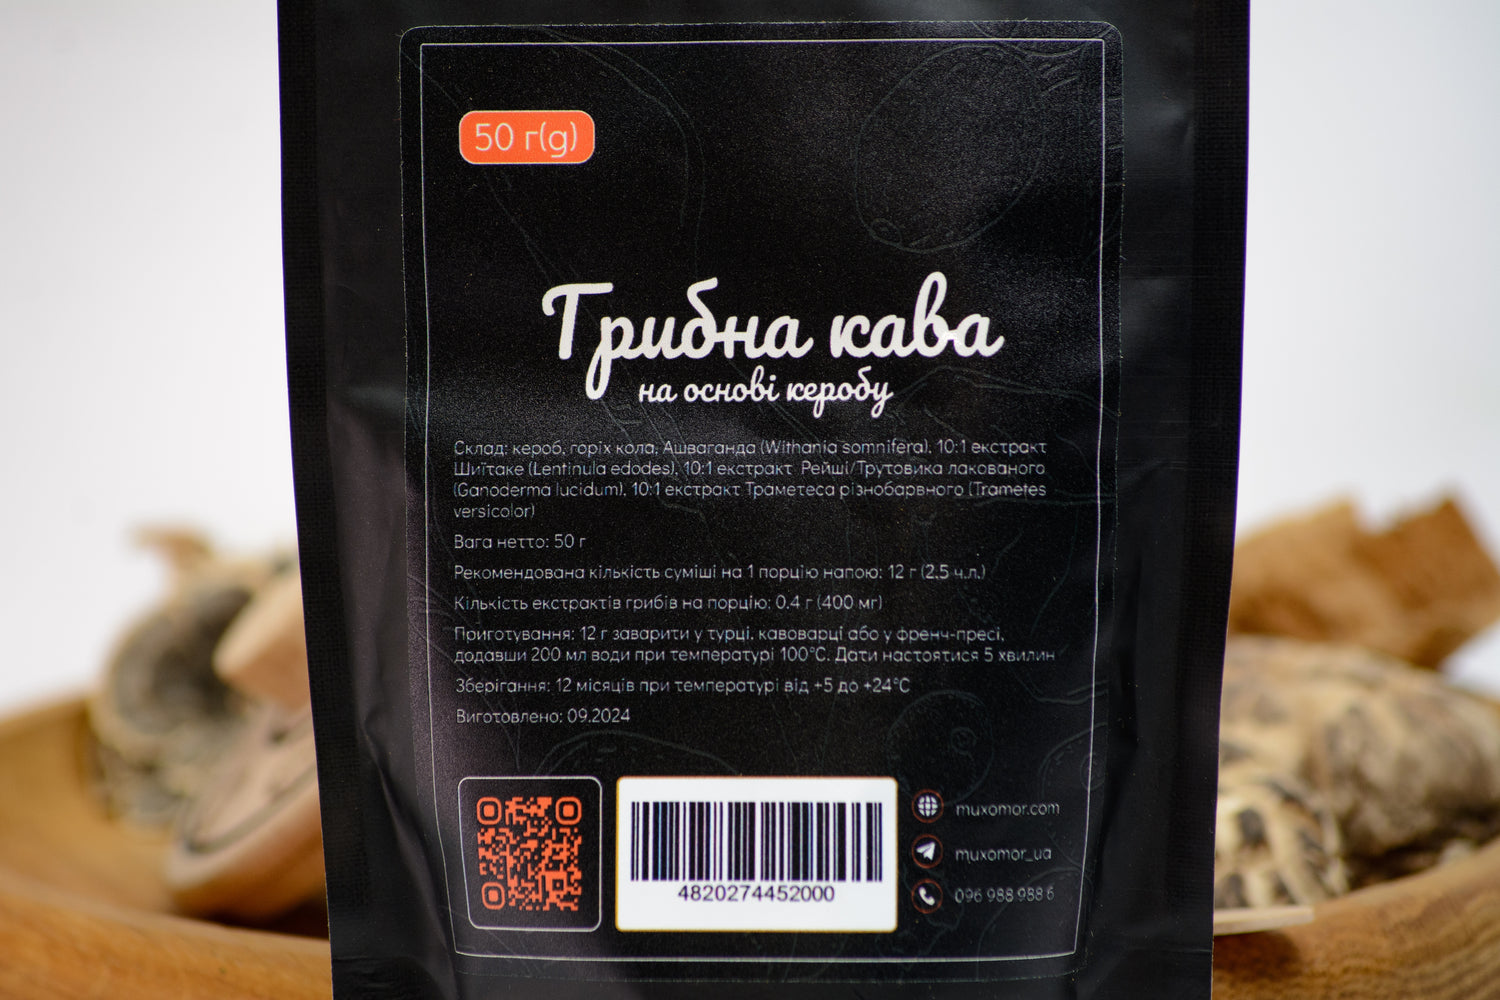 50 г(g)
Грибна кава
на основі керобу
Склад: кероб, горіх кола, Ашваганда (Withania somnifera), 10:1 екстракт
Шиїтаке (Lentinula edodes), 10:1 екстракт Рейші/Трутовика лакованого
(Ganoderma lucidum), 10:1 екстракт Траметеса різнобарвного (Trametes
versicolor)
Вага нетто: 50 г
Рекомендована кількість суміші на 1 порцію напою: 12 г (2,5 ч.л.)
Кількість екстрактів грибів на порцію: 0.4 г (400 мг)
Приготування: 12 г заварити у турці, кавоварці або у френч-пресі,
додавши 200 мл води при температурі 100°С. Дати настоятися 5 хвилин
Зберігання: 12 місяців при температурі від +5 до +24°С
Виготовлено: 09.2024
4820274452000
muxomor.com
muxomor_ua
096 988 988 6